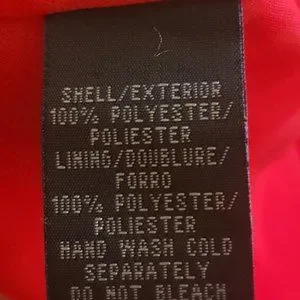 SHELL/EXTERIOR
100% POLYESTER/
POLIESTER
LINING/DOUBLURE/
FORRO
100% POLYESTER/
POLIESTER
HAND WASH COLD
SEPARATELY
DO NOT BLEACH